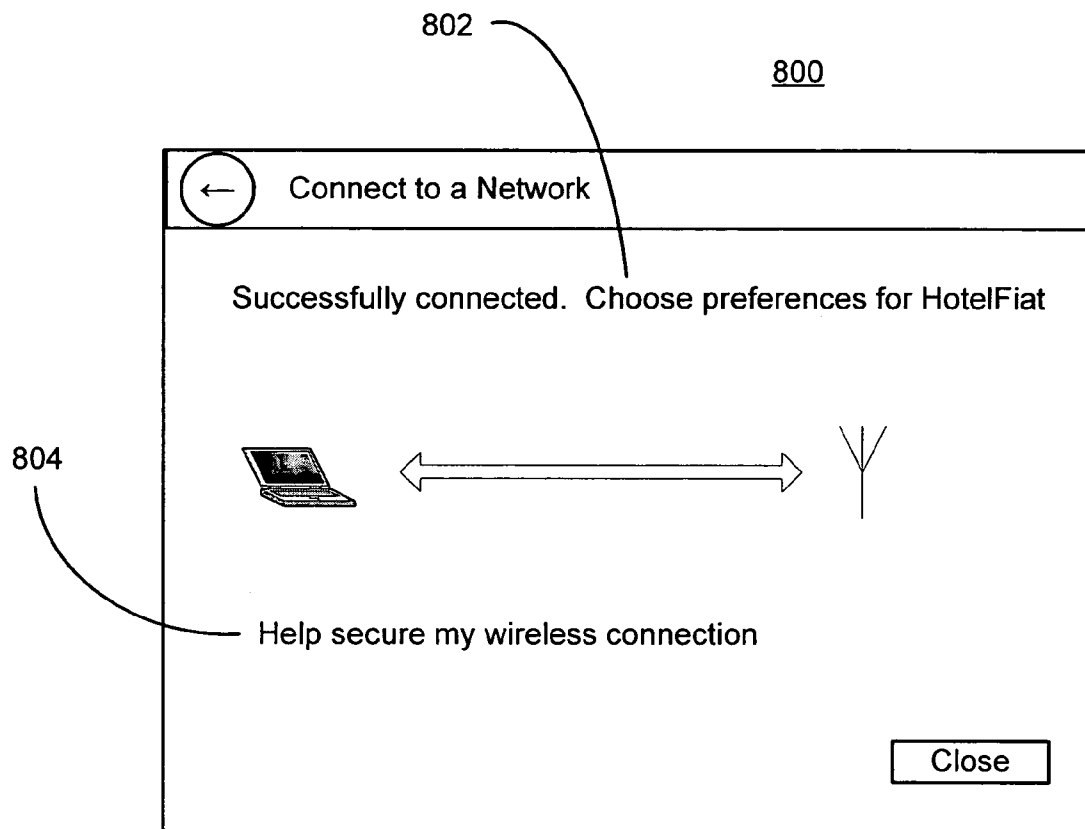 802
800
← Connect to a Network
Successfully connected. Choose preferences for HotelFiat
804
Help secure my wireless connection
Close